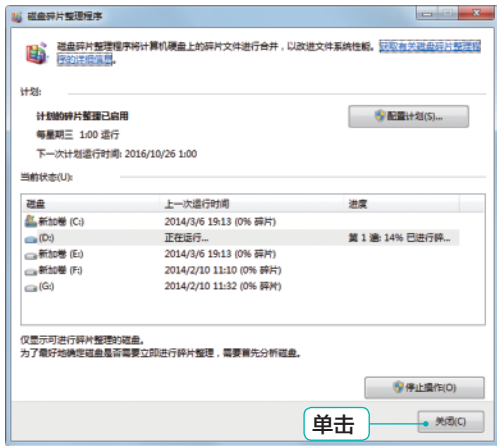 磁盘碎片整理程序
磁盘碎片整理程序将计算机硬盘上的碎片文件进行合并，以改进文件系统性能。获取有关磁盘碎片整理程
序的详细信息。
计划:
计划的碎片整理已启用
配置计划(S)...
每星期三 1:00 运行
下一次计划运行时间: 2016/10/26 1:00
当前状态(U):
磁盘 上一次运行时间 进度
新加卷 (C:) 2014/3/6 19:13 (0% 碎片)
(D:) 正在运行... 第 1 遍: 14% 已进行碎...
新加卷 (E:) 2014/3/6 19:13 (0% 碎片)
新加卷 (F:) 2014/2/10 11:10 (0% 碎片)
(G:) 2014/2/10 11:32 (0% 碎片)
仅显示可进行碎片整理的磁盘。
为了最好地确定磁盘是否需要立即进行碎片整理，需要首先分析磁盘。
停止操作(O)
单击 关闭(C)